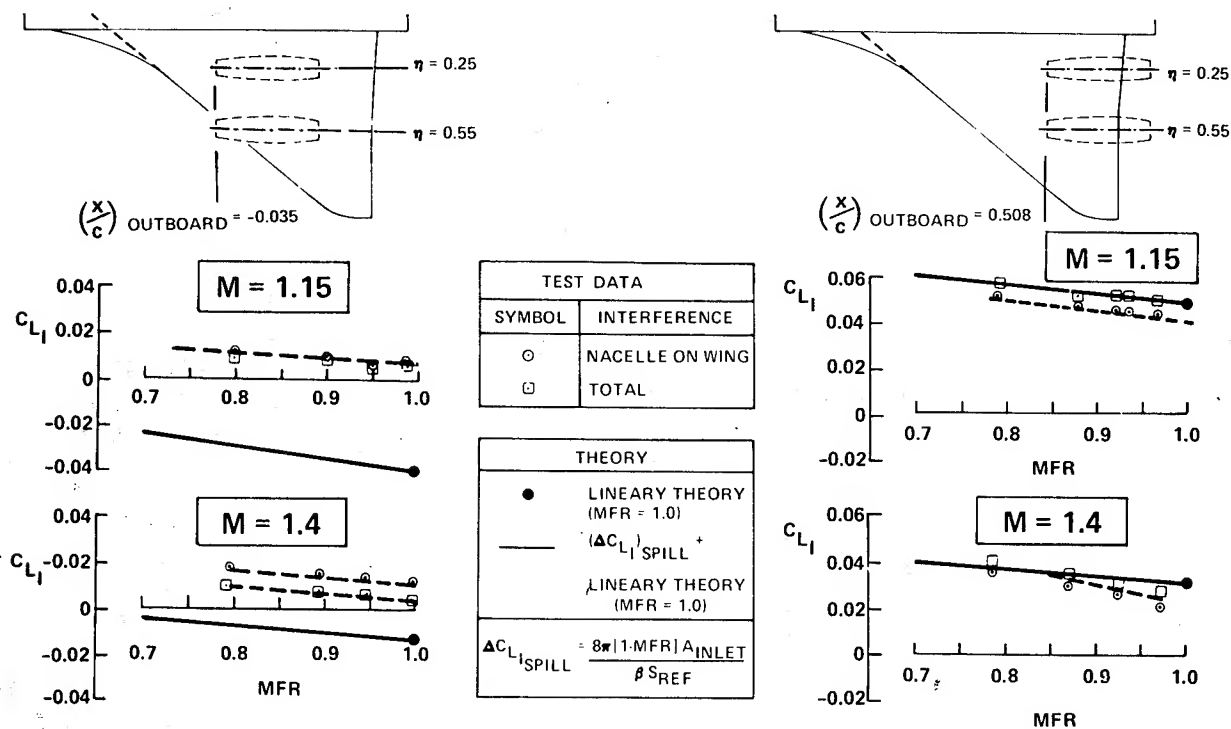 η = 0.25
η = 0.55
(X/C) OUTBOARD = -0.035
η = 0.25
η = 0.55
(X/C) OUTBOARD = 0.508
M = 1.15
0.04
C_LI
0.02
0
-0.02
-0.04
0.7 0.8 0.9 1.0
M = 1.4
0.04
C_LI
-0.02
0
-0.02
-0.04
0.7 0.8 0.9 1.0
MFR
TEST DATA
SYMBOL INTERFERENCE
NACELLE ON WING
TOTAL
THEORY
LINEARY THEORY
(MFR = 1.0)
(ΔC_LI)SPILL +
LINEARY THEORY
(MFR = 1.0)
ΔC_LI SPILL = 8π[1-MFR] A_INLET / β S_REF
M = 1.15
0.06
C_LI
0.04
0.02
0
-0.02
0.7 0.8 0.9 1.0
MFR
M = 1.4
0.06
C_LI
0.04
0.02
0
-0.02
0.7 0.8 0.9 1.0
MFR